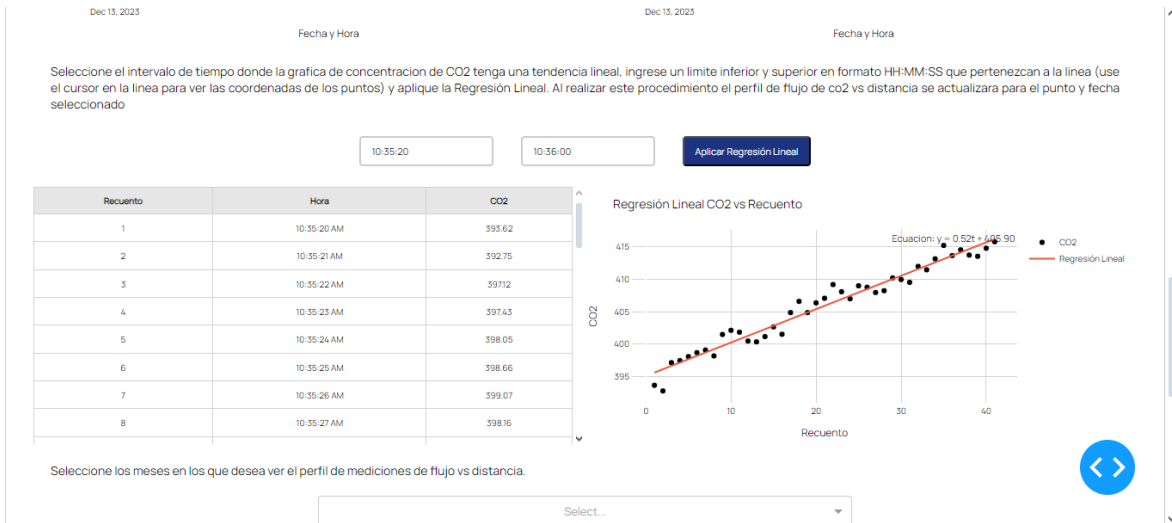 Dec 13, 2023 Dec 13, 2023
Fecha y Hora Fecha y Hora
Seleccione el intervalo de tiempo donde la grafica de concentracion de CO2 tenga una tendencia lineal, ingrese un limite inferior y superior en formato HH:MM:SS que pertenezcan a la linea (use
el cursor en la linea para ver las coordenadas de los puntos) y aplique la Regresión Lineal. Al realizar este procedimiento el perfil de flujo de co2 vs distancia se actualizara para el punto y fecha
seleccionado
10:35:20 10:36:00 Aplicar Regresión Lineal
Recuento Hora CO2
1 10:35:20 AM 393.62
2 10:35:21 AM 392.75
3 10:35:22 AM 397.12
4 10:35:23 AM 397.43
5 10:35:24 AM 398.05
6 10:35:25 AM 398.66
7 10:35:26 AM 399.07
8 10:35:27 AM 398.16
Regresión Lineal CO2 vs Recuento
Ecuacion: y = 0.52t + 405.90
CO2
Regresión Lineal
415
410
405
400
395
CO2
0 10 20 30 40
Recuento
Seleccione los meses en los que desea ver el perfil de mediciones de flujo vs distancia.
Select...